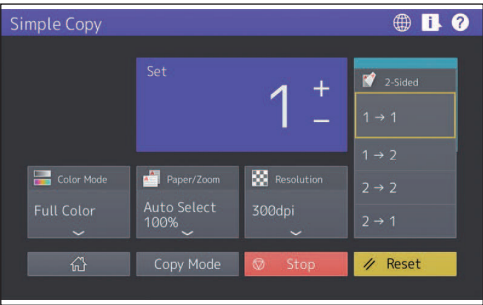 Simple Copy
i ?
Set
1 + −
2-Sided
1 → 1
1 → 2
2 → 2
2 → 1
Color Mode
Full Color
Paper/Zoom
Auto Select
100%
Resolution
300dpi
Copy Mode
Stop
Reset